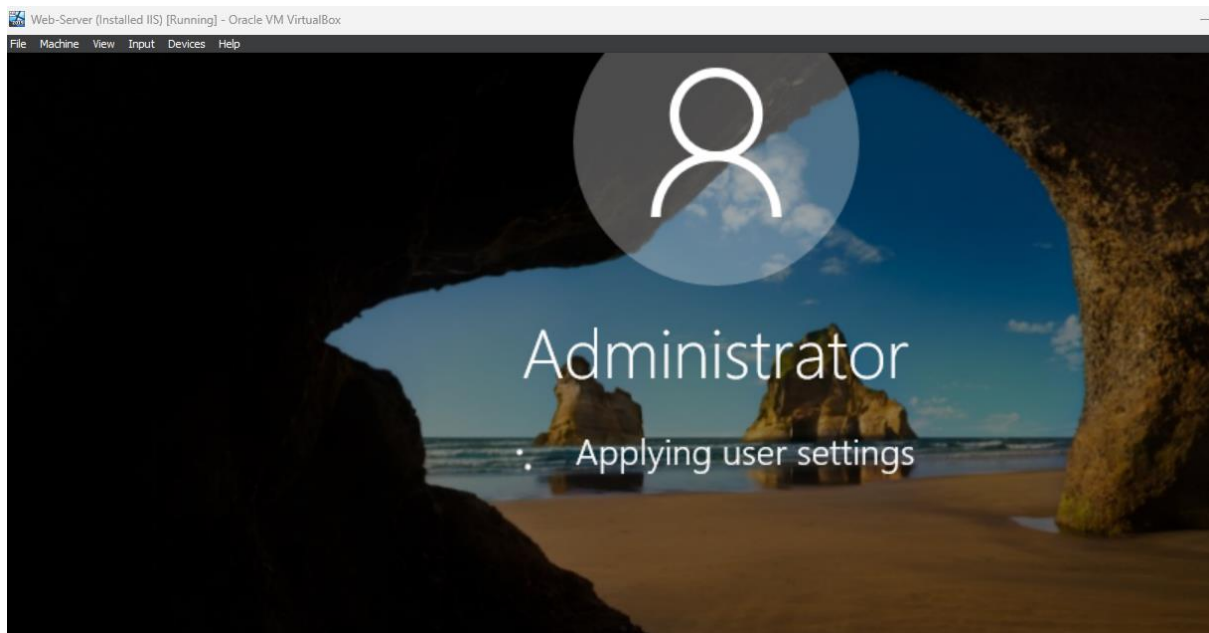 Web-Server (Installed IIS) [Running] - Oracle VM VirtualBox
File Machine View Input Devices Help
Administrator
Applying user settings